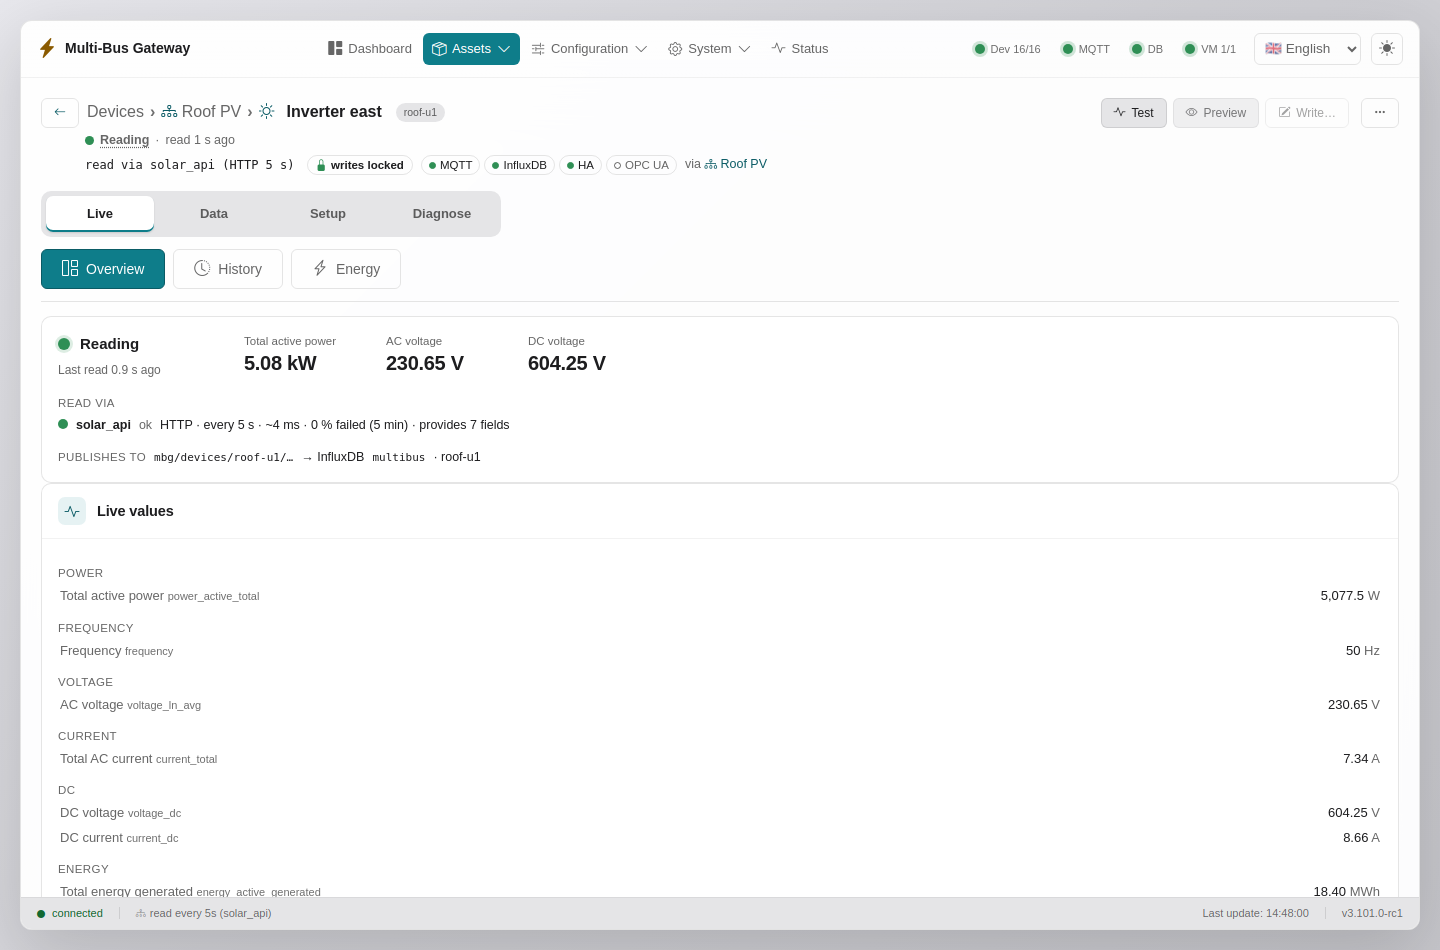 Multi-Bus Gateway Dashboard Assets Configuration System Status Dev 16/16 MQTT DB VM 1/1 🇬🇧 English
← Devices › Roof PV › Inverter east roof-u1 Test Preview Write… ···
Reading · read 1 s ago
read via solar_api (HTTP 5 s) writes locked MQTT InfluxDB HA OPC UA via Roof PV
Live Data Setup Diagnose
Overview History Energy
Reading Total active power AC voltage DC voltage
5.08 kW 230.65 V 604.25 V
Last read 0.9 s ago
READ VIA
solar_api ok HTTP · every 5 s · ~4 ms · 0 % failed (5 min) · provides 7 fields
PUBLISHES TO mbg/devices/roof-u1/… → InfluxDB multibus · roof-u1
Live values
POWER
Total active power power_active_total 5,077.5 W
FREQUENCY
Frequency frequency 50 Hz
VOLTAGE
AC voltage voltage_ln_avg 230.65 V
CURRENT
Total AC current current_total 7.34 A
DC
DC voltage voltage_dc 604.25 V
DC current current_dc 8.66 A
ENERGY
Total energy generated energy_active_generated 18.40 MWh
connected read every 5s (solar_api) Last update: 14:48:00 v3.101.0-rc1